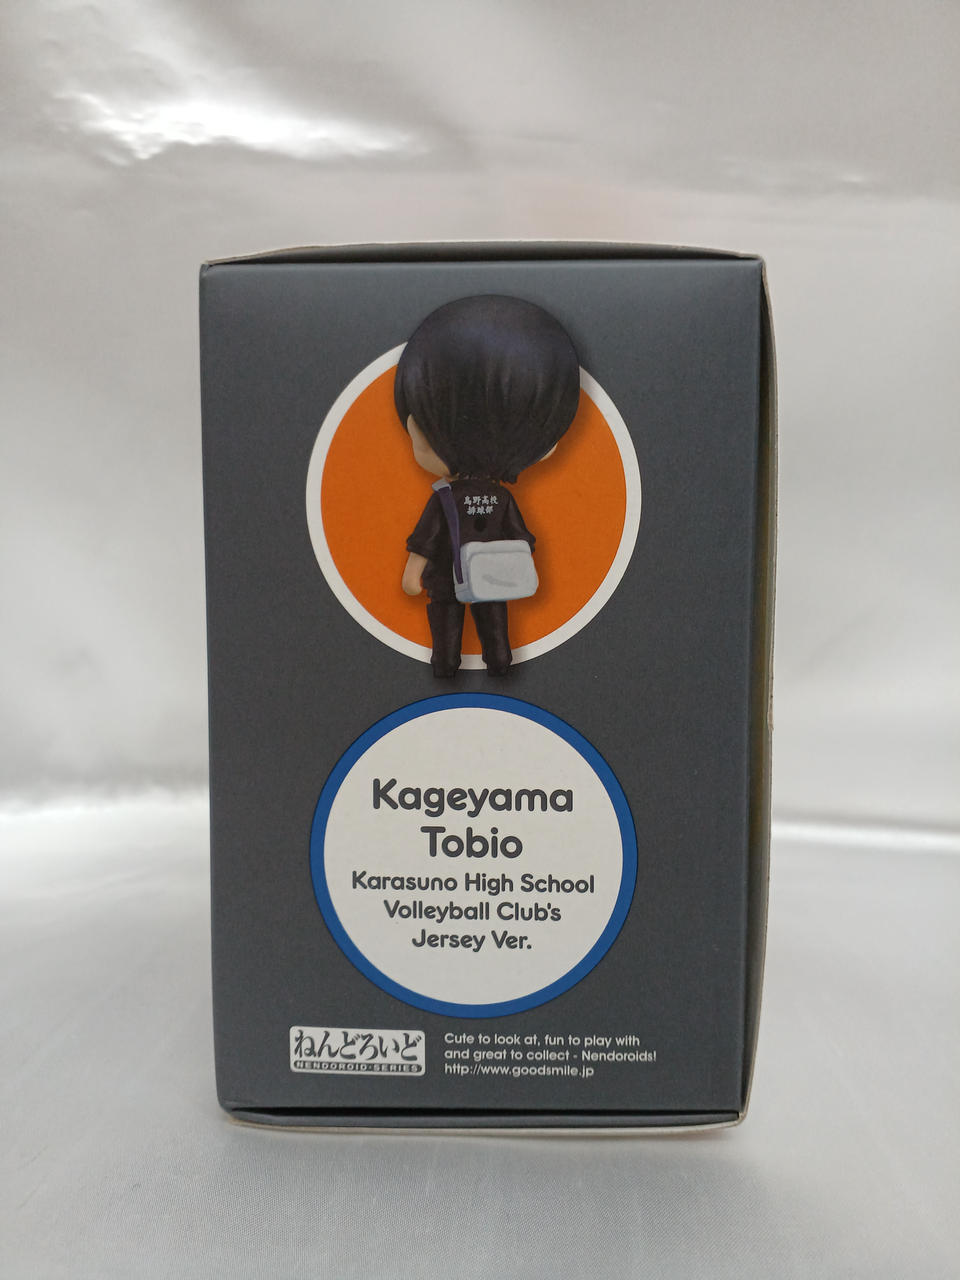 烏野高校
排球部
Kageyama
Tobio
Karasuno High School
Volleyball Club's
Jersey Ver.
ねんどろいど
NENDOROID·SERIES
Cute to look at, fun to play with
and great to collect - Nendoroids!
http://www.goodsmile.jp